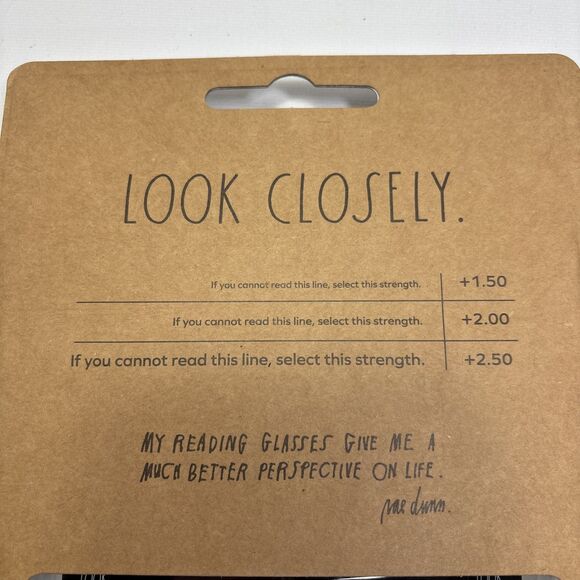 LOOK CLOSELY.
If you cannot read this line, select this strength. +1.50
If you cannot read this line, select this strength. +2.00
If you cannot read this line, select this strength. +2.50
MY READING GLASSES GIVE ME A
MUCH BETTER PERSPECTIVE ON LIFE.
rae dunn.